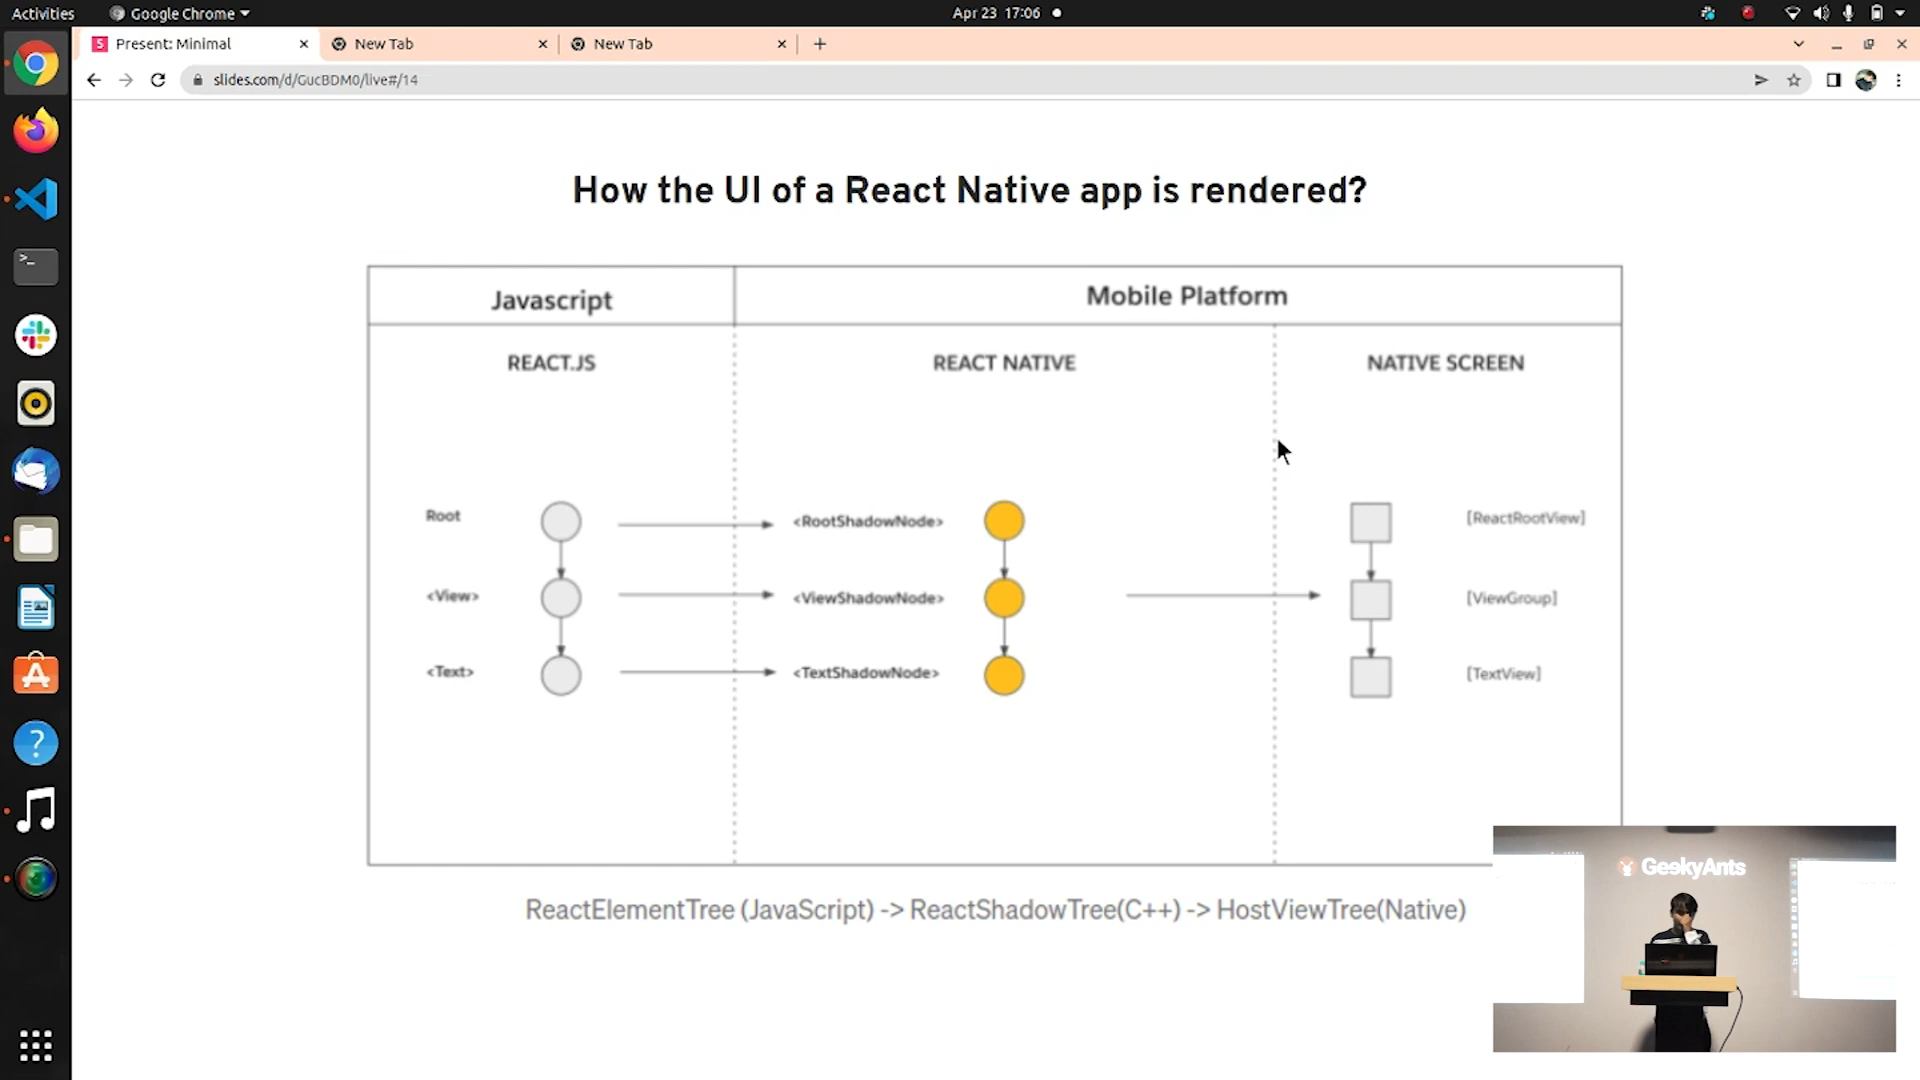 Activities
Google Chrome
Apr 23 17:06
Present: Minimal
New Tab
New Tab
slides.com/d/GucBDM0/live#/14
How the UI of a React Native app is rendered?
Javascript
Mobile Platform
REACT.JS
REACT NATIVE
NATIVE SCREEN
Root
<RootShadowNode>
[ReactRootView]
<View>
<ViewShadowNode>
[ViewGroup]
<Text>
<TextShadowNode>
[TextView]
GeekyAnts
ReactElementTree (JavaScript) -> ReactShadowTree(C++) -> HostViewTree(Native)